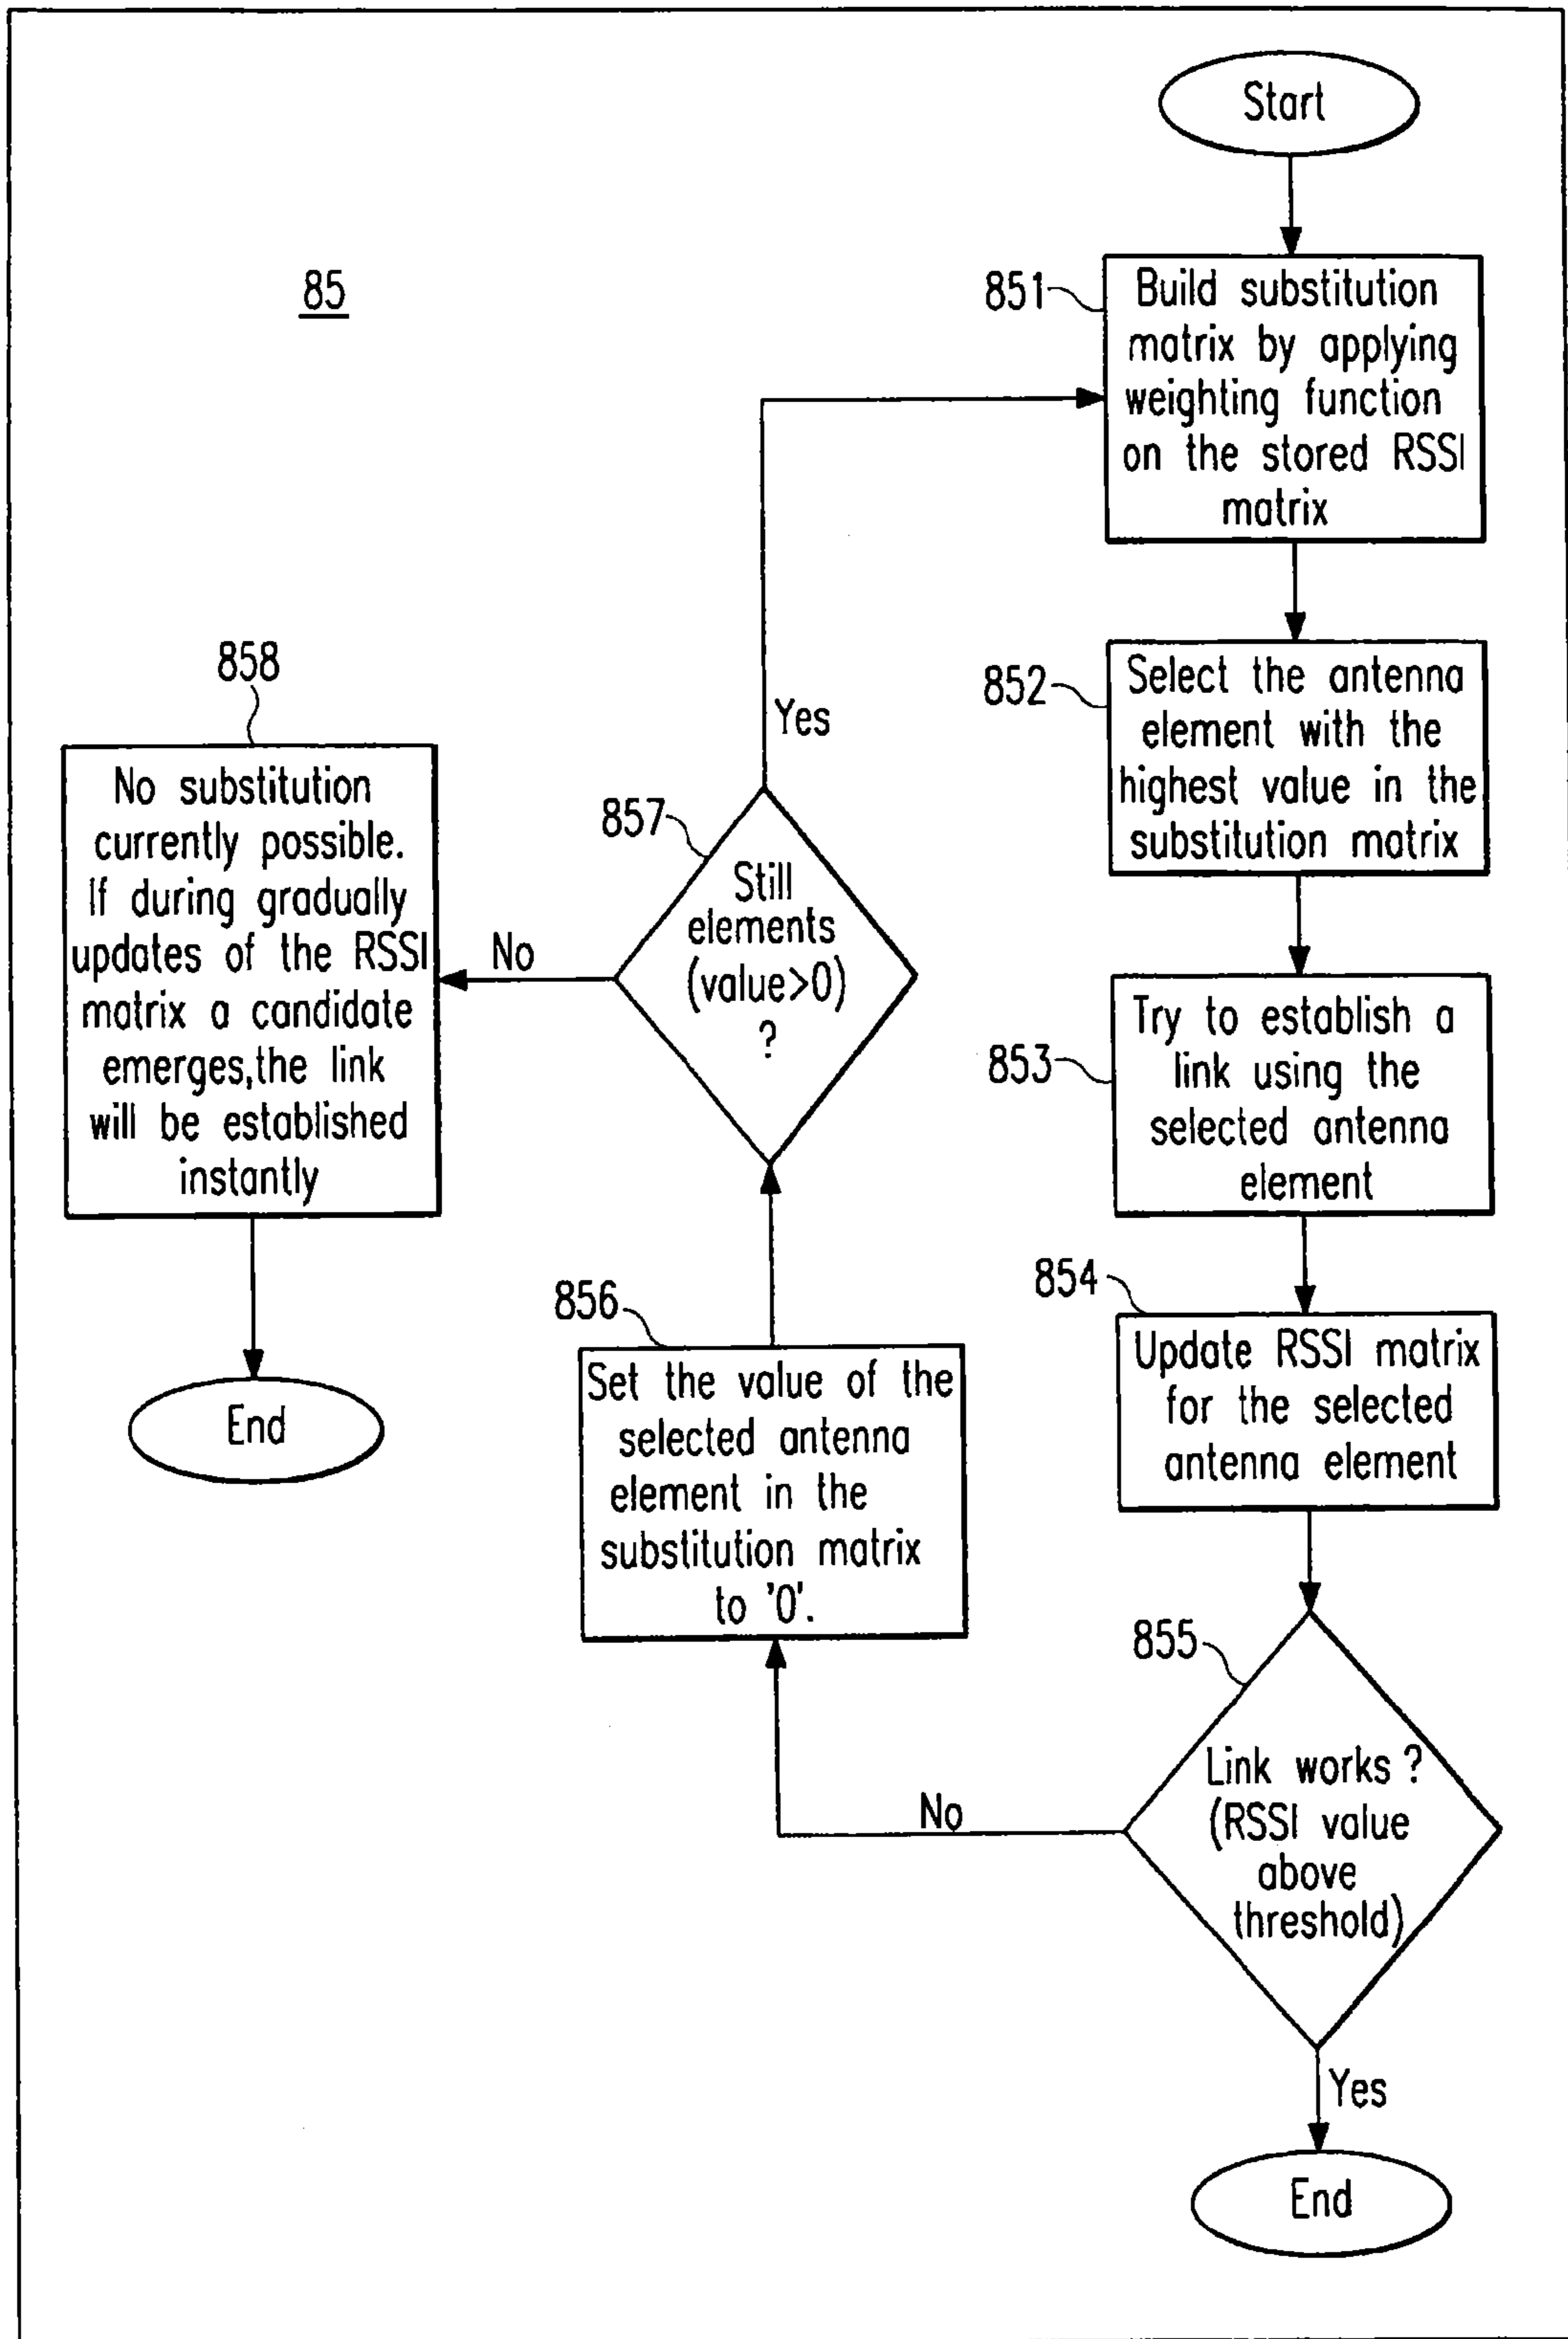 Start
85
851
Build substitution
matrix by applying
weighting function
on the stored RSSI
matrix
852
Select the antenna
element with the
highest value in the
substitution matrix
853
Try to establish a
link using the
selected antenna
element
854
Update RSSI matrix
for the selected
antenna element
855
Link works ?
(RSSI value
above
threshold)
Yes
End
No
856
Set the value of the
selected antenna
element in the
substitution matrix
to '0'.
857
Still
elements
(value>0)
?
Yes
No
858
No substitution
currently possible.
If during gradually
updates of the RSSI
matrix a candidate
emerges,the link
will be established
instantly
End